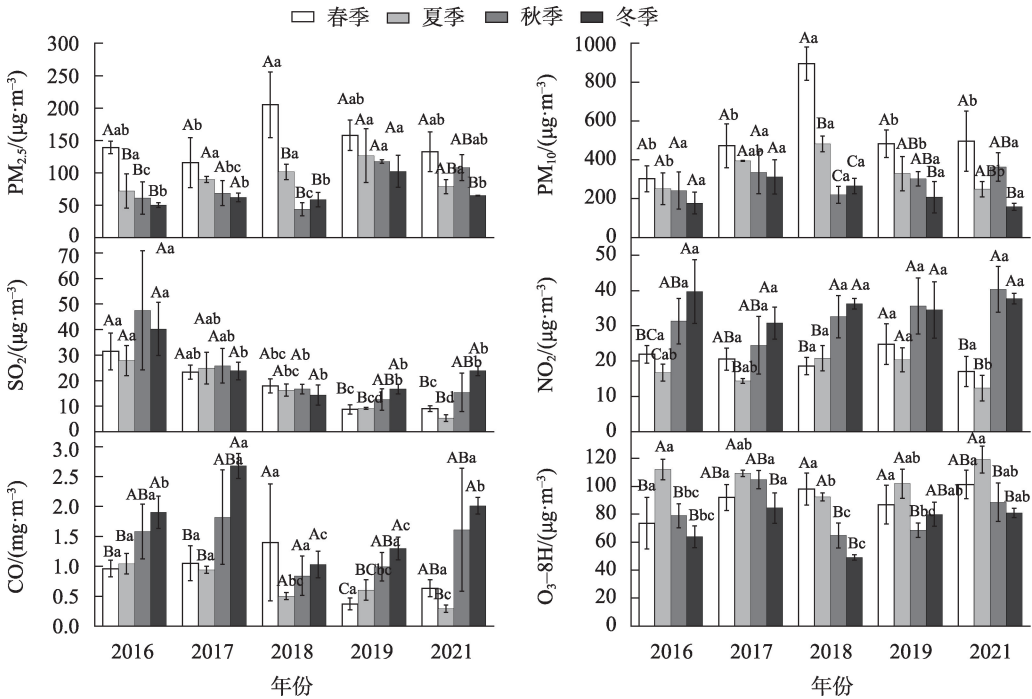 春季 夏季 秋季 冬季
PM2.5/(μg·m⁻³)
300
250
200
150
100
50
0
Aab Ba Bc Bb
Ab Aa Abc Ab
Aa Ba Bc Bb
Aab Aa Aa
Aab ABa ABab Bb
PM10/(μg·m⁻³)
1000
800
600
400
200
0
Ab Ab Aa Aa
Ab Aab Aa Aa
Aa Ba Ca Ca
Ab ABb ABa Ba
Ab ABb ABa Ba
SO2/(μg·m⁻³)
70
60
50
40
30
20
10
0
Aa Aa Aa Aa
Aab Aab Ab Ab
Abc Abc Ab Ab
Bc Bcd ABb Ab
Bc Bd ABb Ab
NO2/(μg·m⁻³)
50
40
30
20
10
0
BCa Cab ABa Aa
ABa Bab ABa Aa
Ba Ba Aa Aa
Aa Aa Aa Aa
Ba Bb Aa Aa
CO/(mg·m⁻³)
3.0
2.5
2.0
1.5
1.0
0.5
0.0
Ba Ba ABa Ab
Ba Ba ABa Aa
Aa Abc Aa Ac
Ca BCbc ABa Ac
ABa Bc ABa Ab
2016 2017 2018 2019 2021
年份
O3−8H/(μg·m⁻³)
120
100
80
60
40
20
0
Ba Aa Bbc Bbc
ABa Aab ABa Ba
Aa Bb Bc Bc
Aa Aa Bbc ABab
ABa Aa Bab Bab
2016 2017 2018 2019 2021
年份